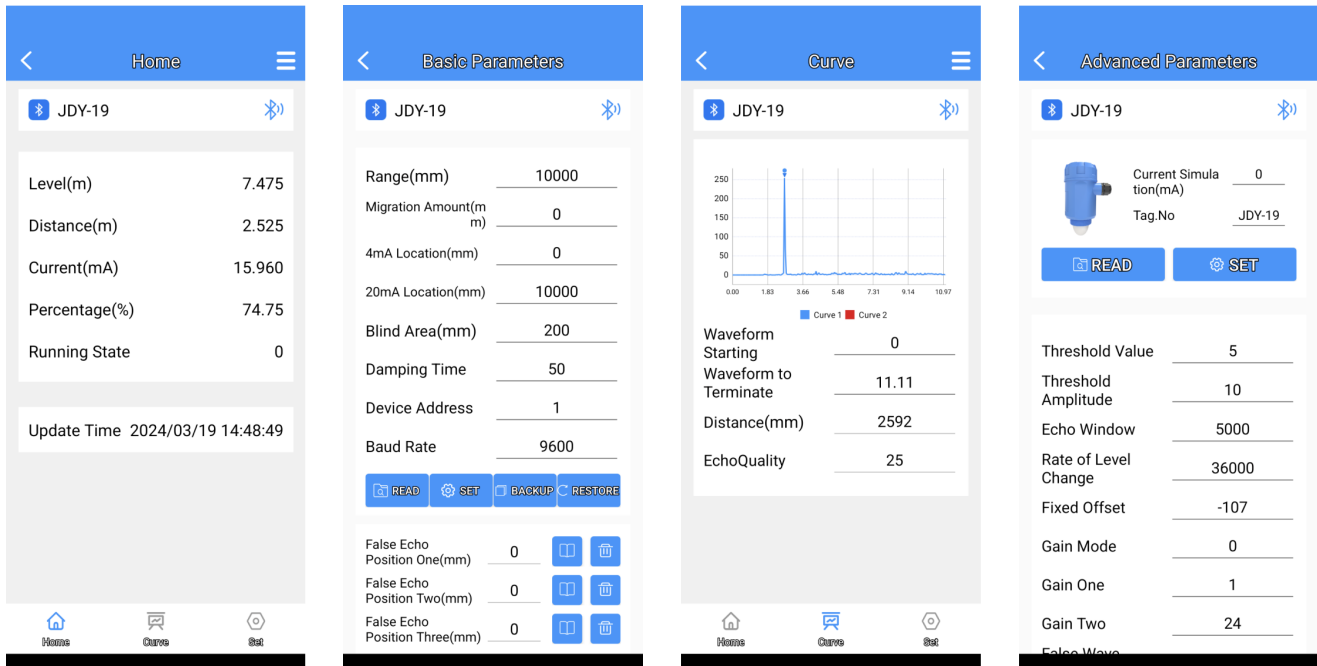 Home
JDY-19
Level(m) 7.475
Distance(m) 2.525
Current(mA) 15.960
Percentage(%) 74.75
Running State 0
Update Time 2024/03/19 14:48:49
Home Curve Set
Basic Parameters
JDY-19
Range(mm) 10000
Migration Amount(m
m) 0
4mA Location(mm) 0
20mA Location(mm) 10000
Blind Area(mm) 200
Damping Time 50
Device Address 1
Baud Rate 9600
READ SET BACKUP RESTORE
False Echo
Position One(mm) 0
False Echo
Position Two(mm) 0
False Echo
Position Three(mm) 0
Curve
JDY-19
250
200
150
100
50
0
0.00 1.83 3.66 5.48 7.31 9.14 10.97
Curve 1 Curve 2
Waveform
Starting 0
Waveform to
Terminate 11.11
Distance(mm) 2592
EchoQuality 25
Home Curve Set
Advanced Parameters
JDY-19
Current Simula
tion(mA) 0
Tag.No JDY-19
READ SET
Threshold Value 5
Threshold
Amplitude 10
Echo Window 5000
Rate of Level
Change 36000
Fixed Offset -107
Gain Mode 0
Gain One 1
Gain Two 24
False Wave